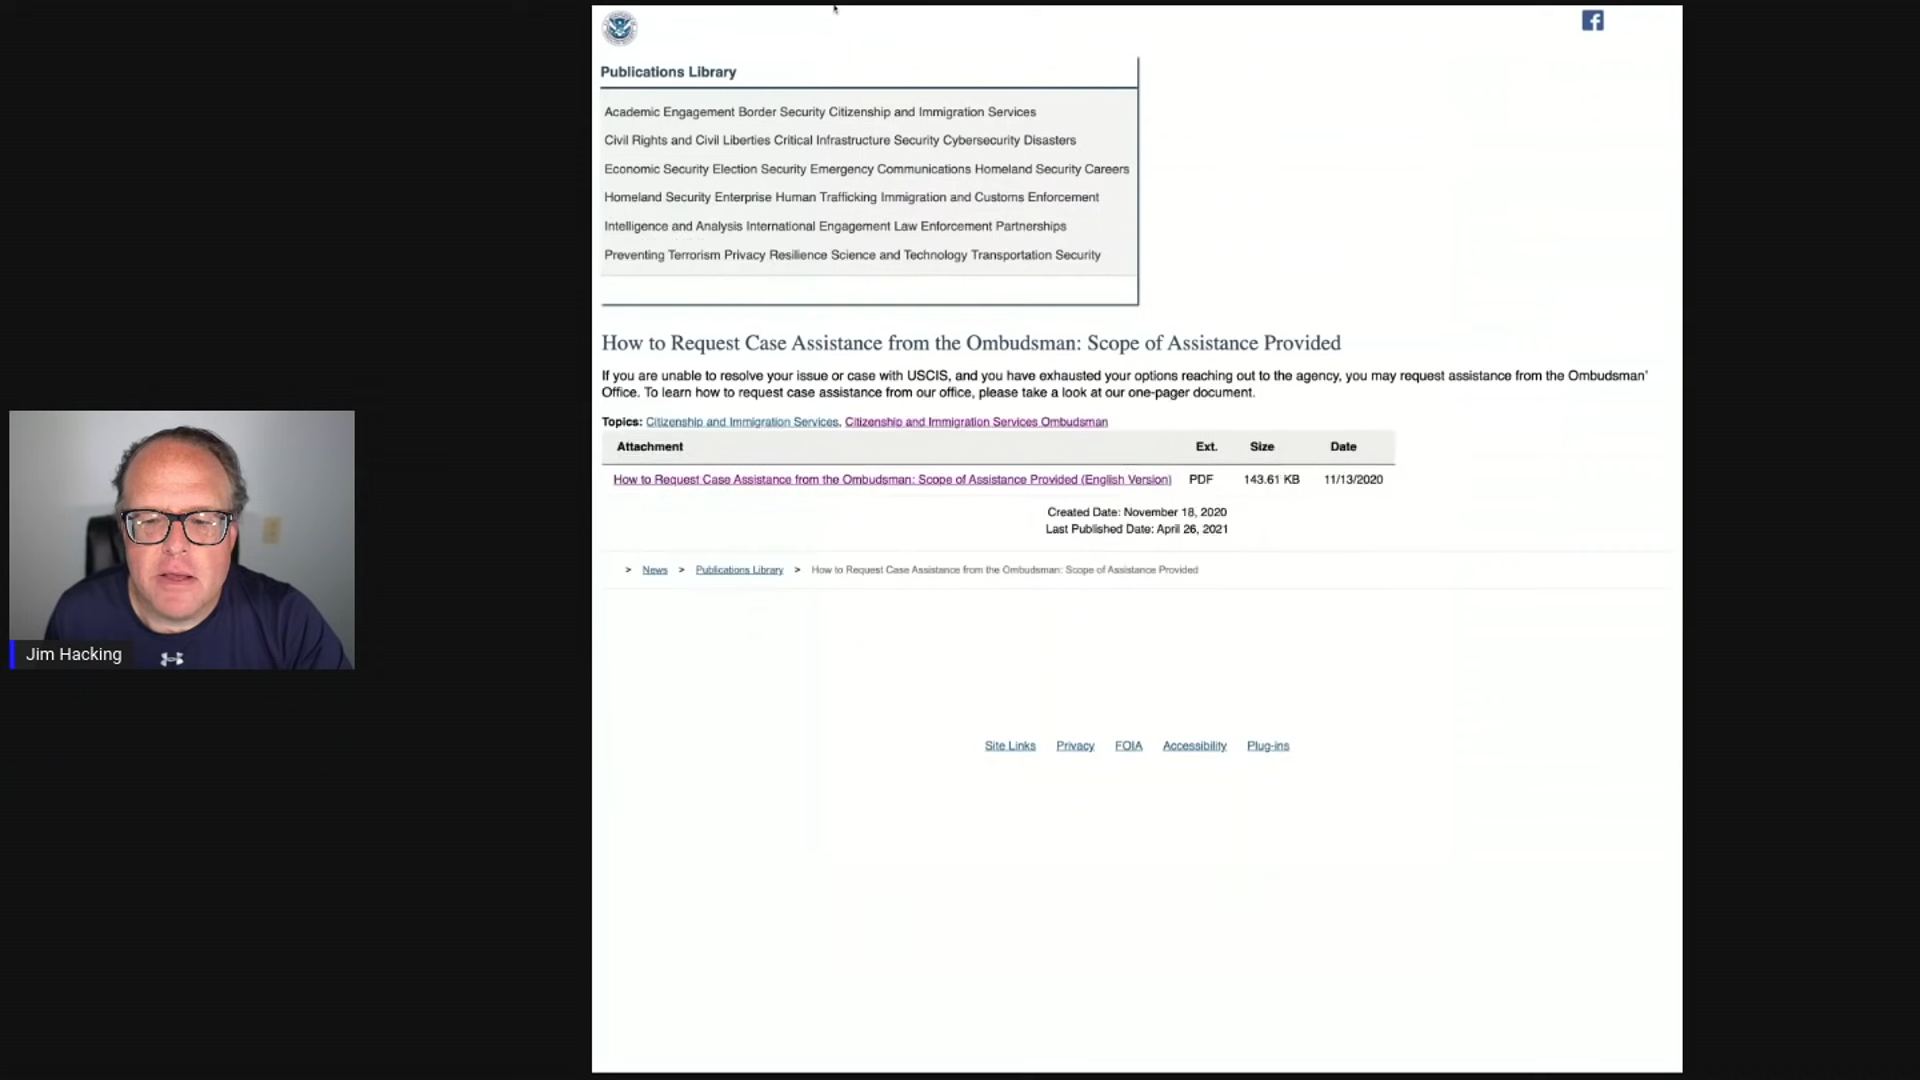 Publications Library
Academic Engagement Border Security Citizenship and Immigration Services
Civil Rights and Civil Liberties Critical Infrastructure Security Cybersecurity Disasters
Economic Security Election Security Emergency Communications Homeland Security Careers
Homeland Security Enterprise Human Trafficking Immigration and Customs Enforcement
Intelligence and Analysis International Engagement Law Enforcement Partnerships
Preventing Terrorism Privacy Resilience Science and Technology Transportation Security
How to Request Case Assistance from the Ombudsman: Scope of Assistance Provided
If you are unable to resolve your issue or case with USCIS, and you have exhausted your options reaching out to the agency, you may request assistance from the Ombudsman'
Office. To learn how to request case assistance from our office, please take a look at our one-pager document.
Topics: Citizenship and Immigration Services, Citizenship and Immigration Services Ombudsman
Attachment Ext. Size Date
How to Request Case Assistance from the Ombudsman: Scope of Assistance Provided (English Version) PDF 143.61 KB 11/13/2020
Created Date: November 18, 2020
Last Published Date: April 26, 2021
> News > Publications Library > How to Request Case Assistance from the Ombudsman: Scope of Assistance Provided
Jim Hacking
Site Links Privacy FOIA Accessibility Plug-ins